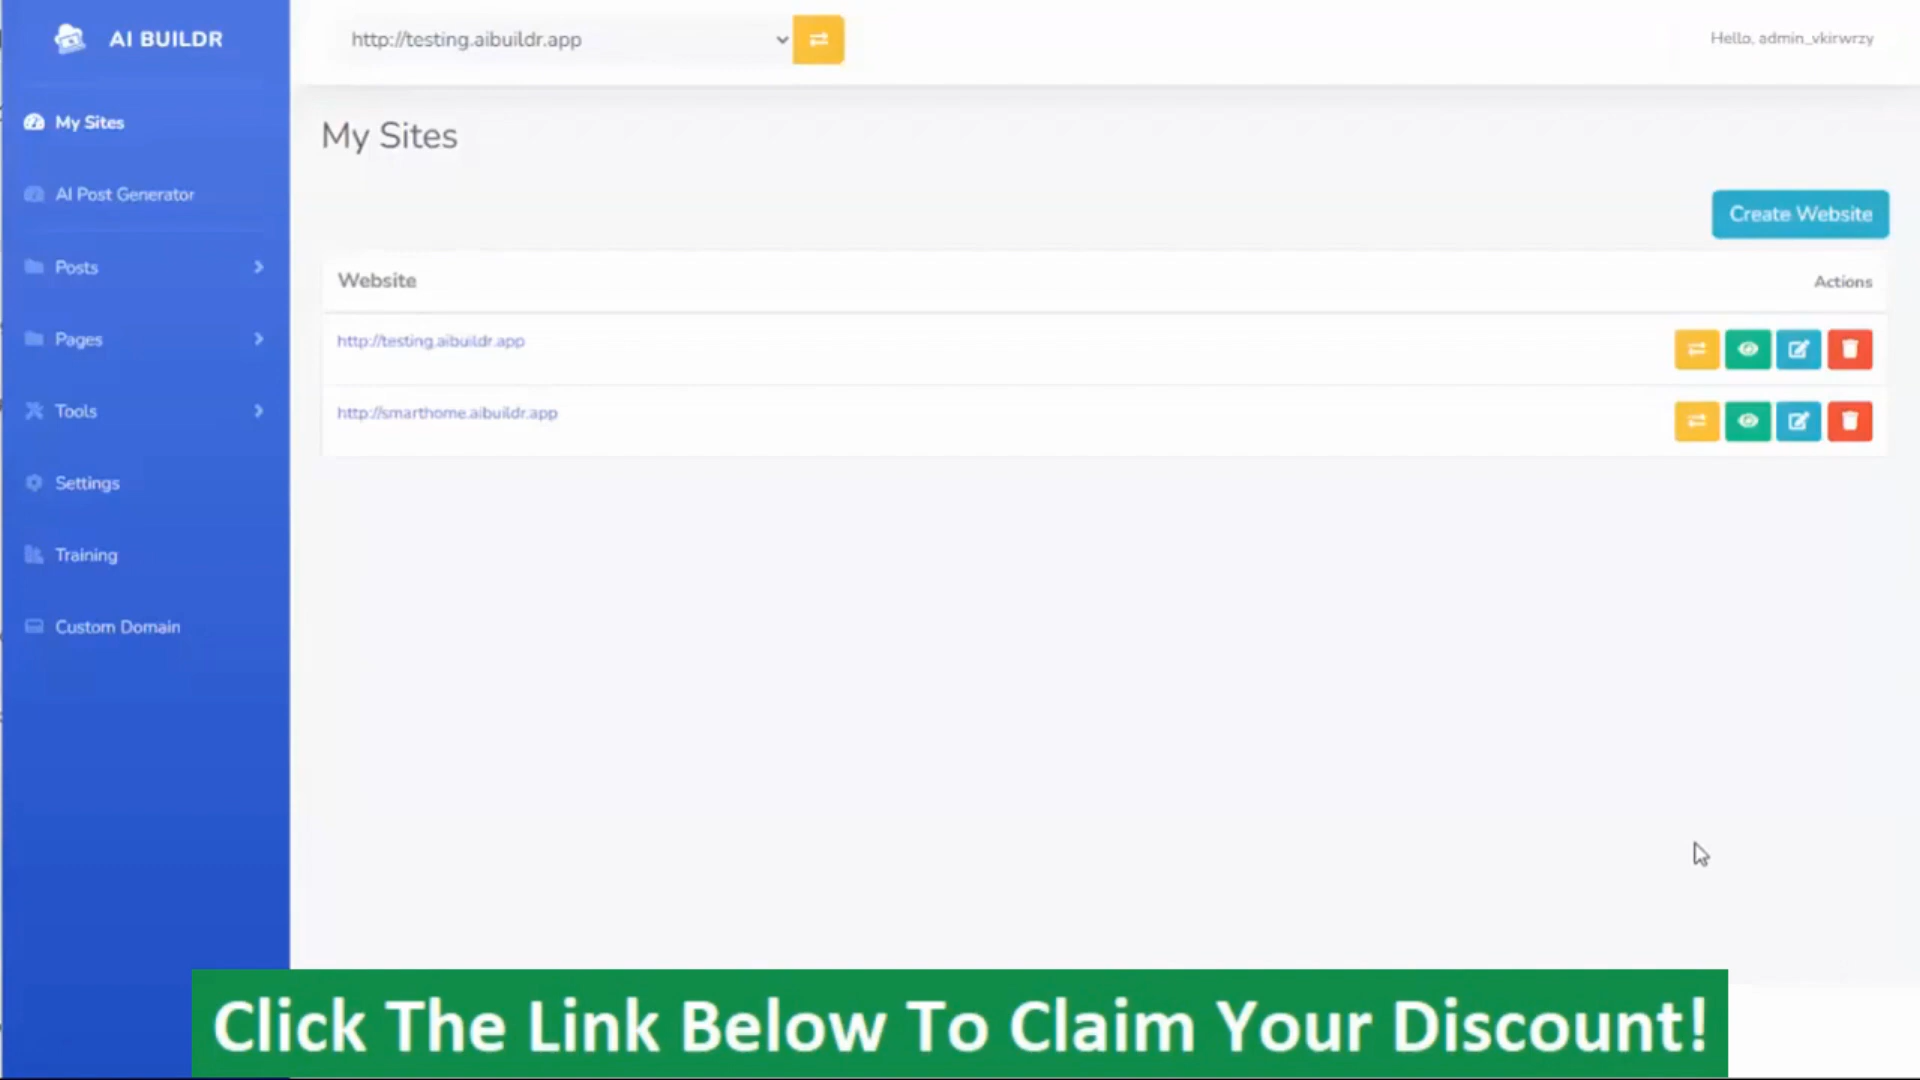 AI BUILDR
http://testing.aibuildr.app
Hello, admin_vkirwrzy
My Sites
AI Post Generator
Posts
Pages
Tools
Settings
Training
Custom Domain
My Sites
Create Website
Website
Actions
http://testing.aibuildr.app
http://smarthome.aibuildr.app
Click The Link Below To Claim Your Discount!